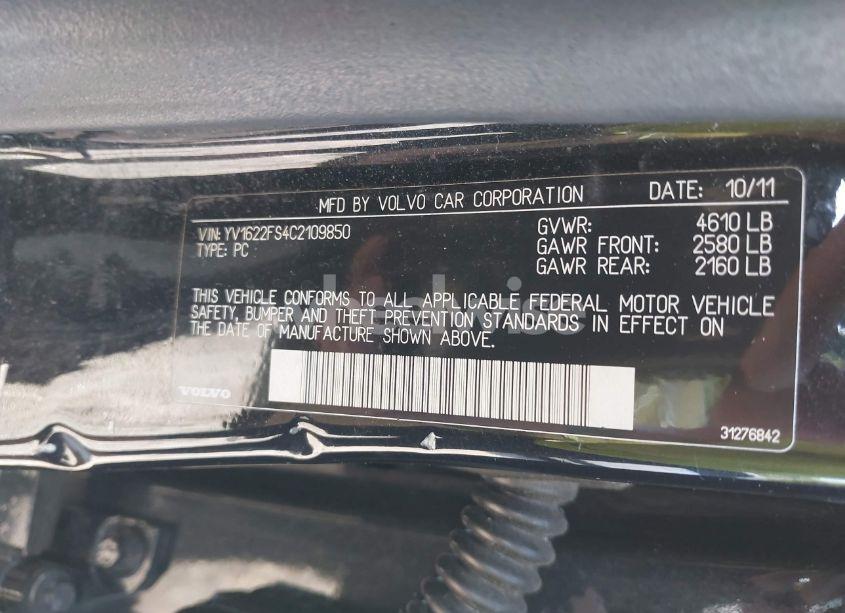 MFD BY VOLVO CAR CORPORATION DATE: 10/11
VIN: YV1622FS4C2109850
TYPE: PC
GVWR: 4610 LB
GAWR FRONT: 2580 LB
GAWR REAR: 2160 LB
THIS VEHICLE CONFORMS TO ALL APPLICABLE FEDERAL MOTOR VEHICLE
SAFETY, BUMPER AND THEFT PREVENTION STANDARDS IN EFFECT ON
THE DATE OF MANUFACTURE SHOWN ABOVE.
VOLVO
31276842